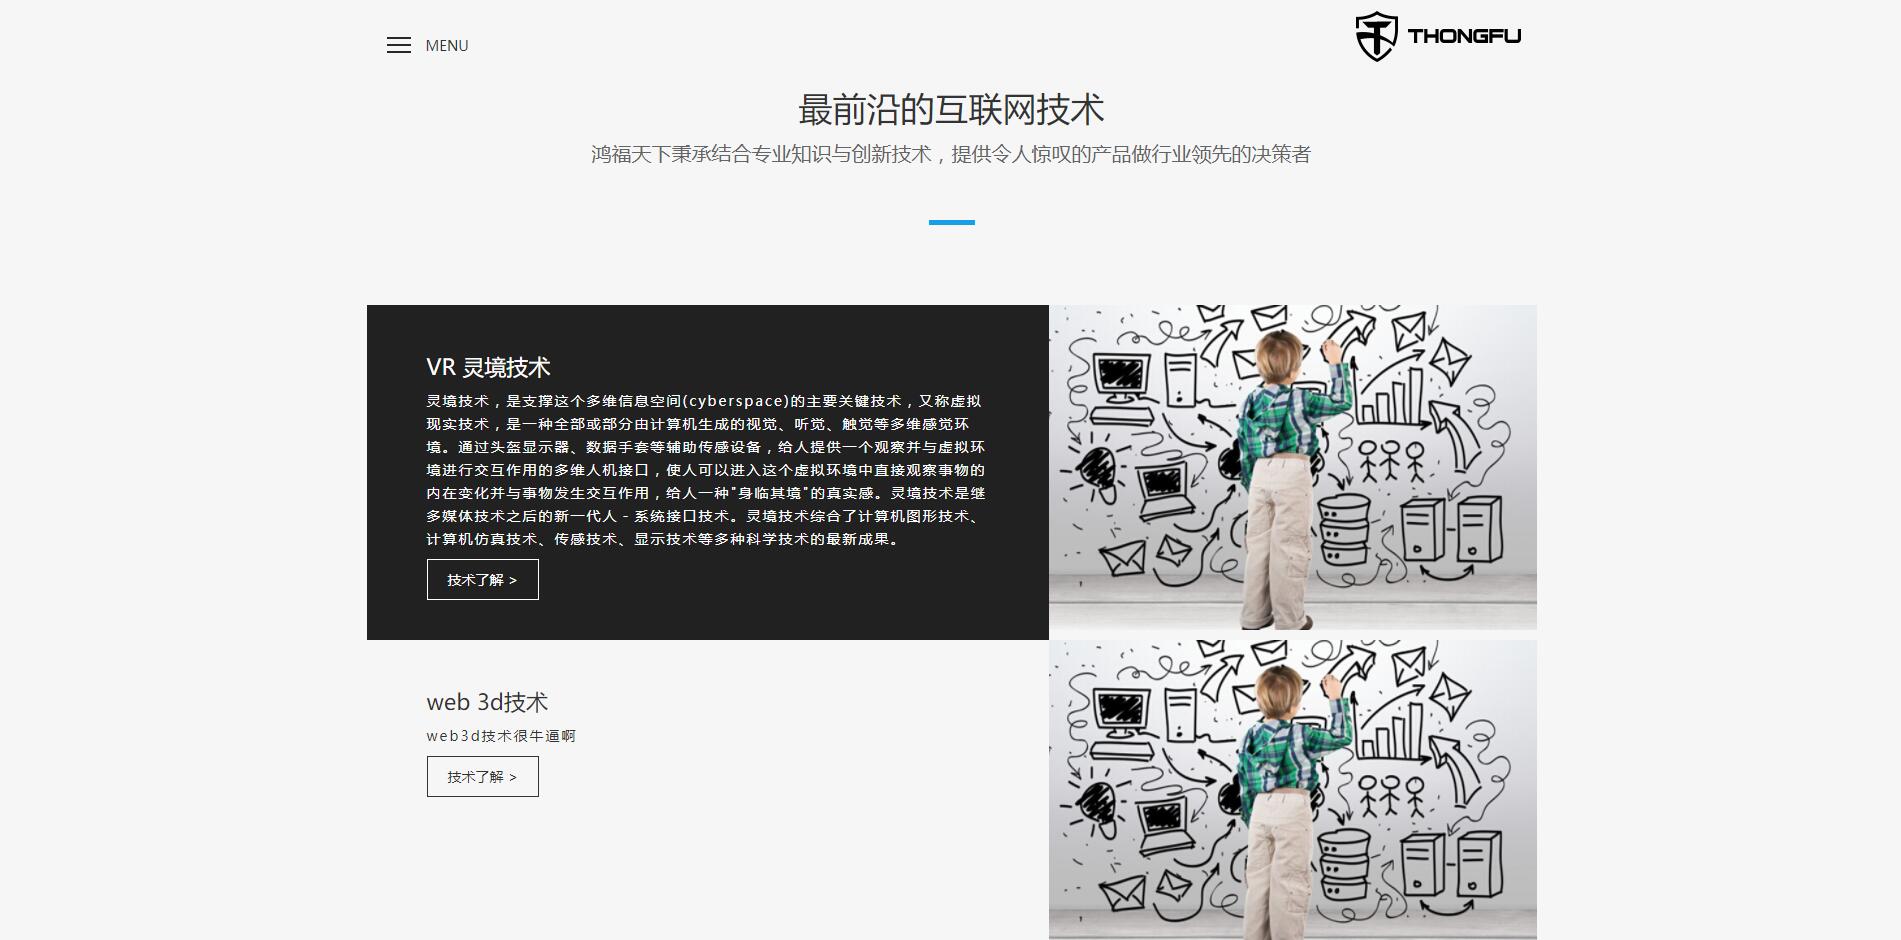 MENU
THONGFU
最前沿的互联网技术
鸿福天下秉承结合专业知识与创新技术，提供令人惊叹的产品做行业领先的决策者
VR 灵境技术
灵境技术，是支撑这个多维信息空间(cyberspace)的主要关键技术，又称虚拟
现实技术，是一种全部或部分由计算机生成的视觉、听觉、触觉等多维感觉环
境。通过头盔显示器、数据手套等辅助传感设备，给人提供一个观察并与虚拟环
境进行交互作用的多维人机接口，使人可以进入这个虚拟环境中直接观察事物的
内在变化并与事物发生交互作用，给人一种"身临其境"的真实感。灵境技术是继
多媒体技术之后的新一代人 - 系统接口技术。灵境技术综合了计算机图形技术、
计算机仿真技术、传感技术、显示技术等多种科学技术的最新成果。
技术了解 >
web 3d技术
web3d技术很牛逼啊
技术了解 >